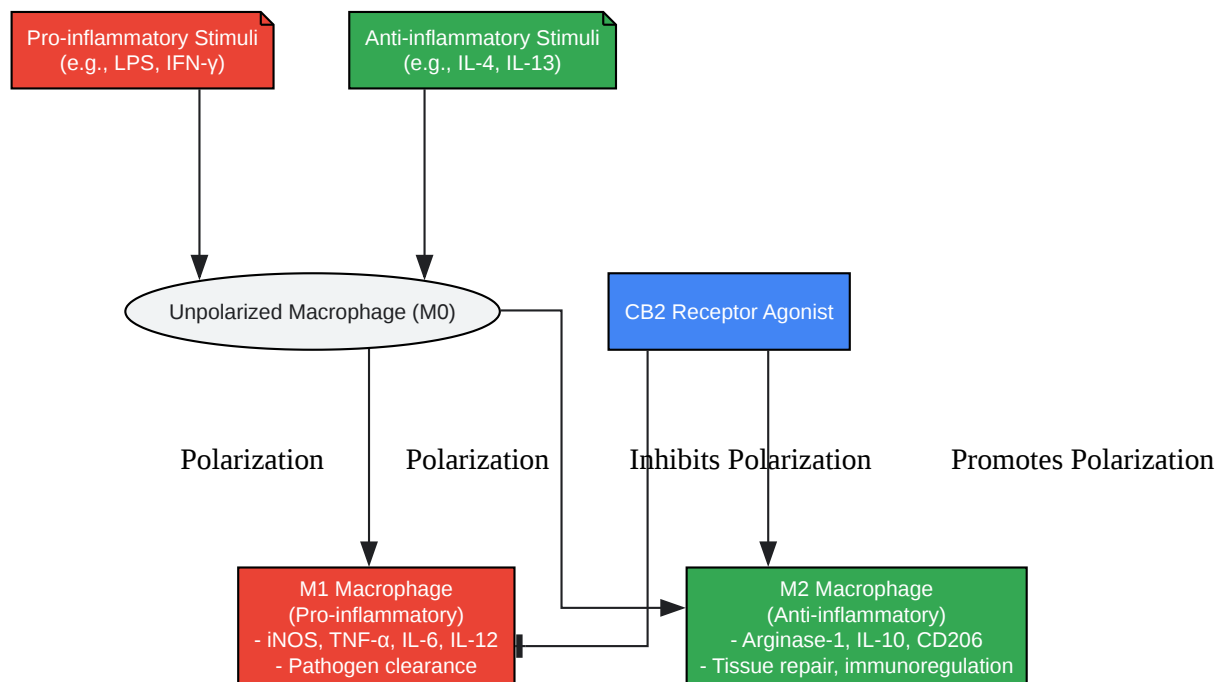 Pro-inflammatory Stimuli
(e.g., LPS, IFN-γ)
Anti-inflammatory Stimuli
(e.g., IL-4, IL-13)
Unpolarized Macrophage (M0)
CB2 Receptor Agonist
Polarization
Polarization
Inhibits Polarization
Promotes Polarization
M1 Macrophage
(Pro-inflammatory)
- iNOS, TNF-α, IL-6, IL-12
- Pathogen clearance
M2 Macrophage
(Anti-inflammatory)
- Arginase-1, IL-10, CD206
- Tissue repair, immunoregulation